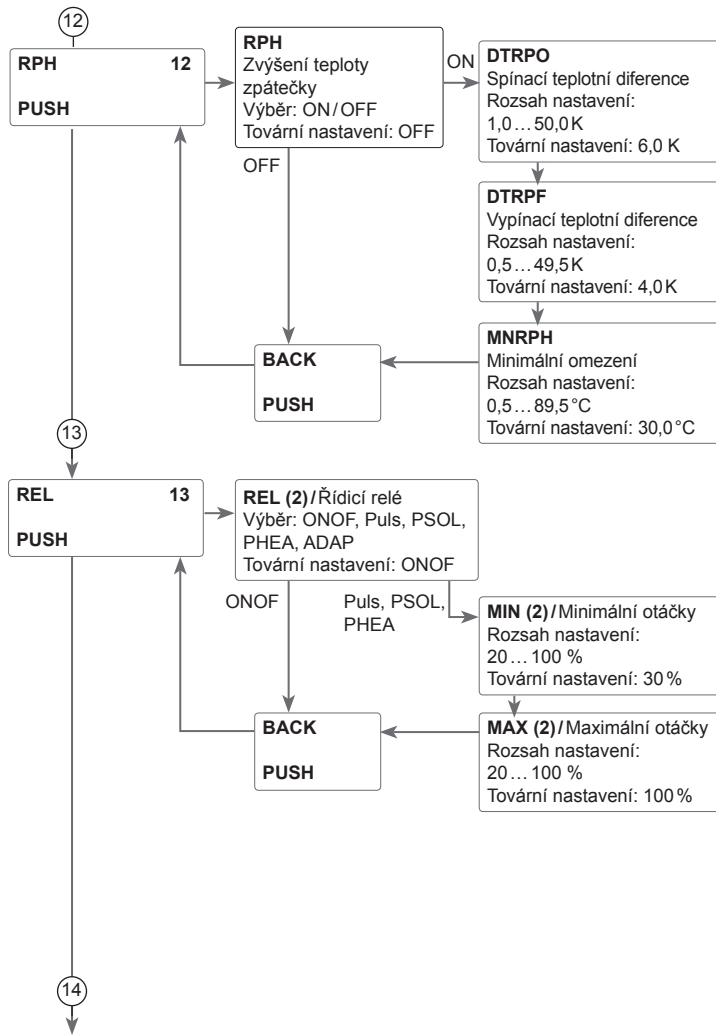 12
RPH 12
PUSH
RPH
Zvýšení teploty
zpátečky
Výběr: ON/OFF
Tovární nastavení: OFF
ON
OFF
DTRPO
Spínací teplotní diference
Rozsah nastavení:
1,0…50,0K
Tovární nastavení: 6,0 K
DTRPF
Vypínací teplotní diference
Rozsah nastavení:
0,5…49,5K
Tovární nastavení: 4,0K
MNRPH
Minimální omezení
Rozsah nastavení:
0,5…89,5°C
Tovární nastavení: 30,0°C
BACK
PUSH
13
REL 13
PUSH
REL (2)/Řídicí relé
Výběr: ONOF, Puls, PSOL,
PHEA, ADAP
Tovární nastavení: ONOF
ONOF
Puls, PSOL,
PHEA
MIN (2)/Minimální otáčky
Rozsah nastavení:
20…100 %
Tovární nastavení: 30%
MAX (2)/Maximální otáčky
Rozsah nastavení:
20…100 %
Tovární nastavení: 100%
BACK
PUSH
14